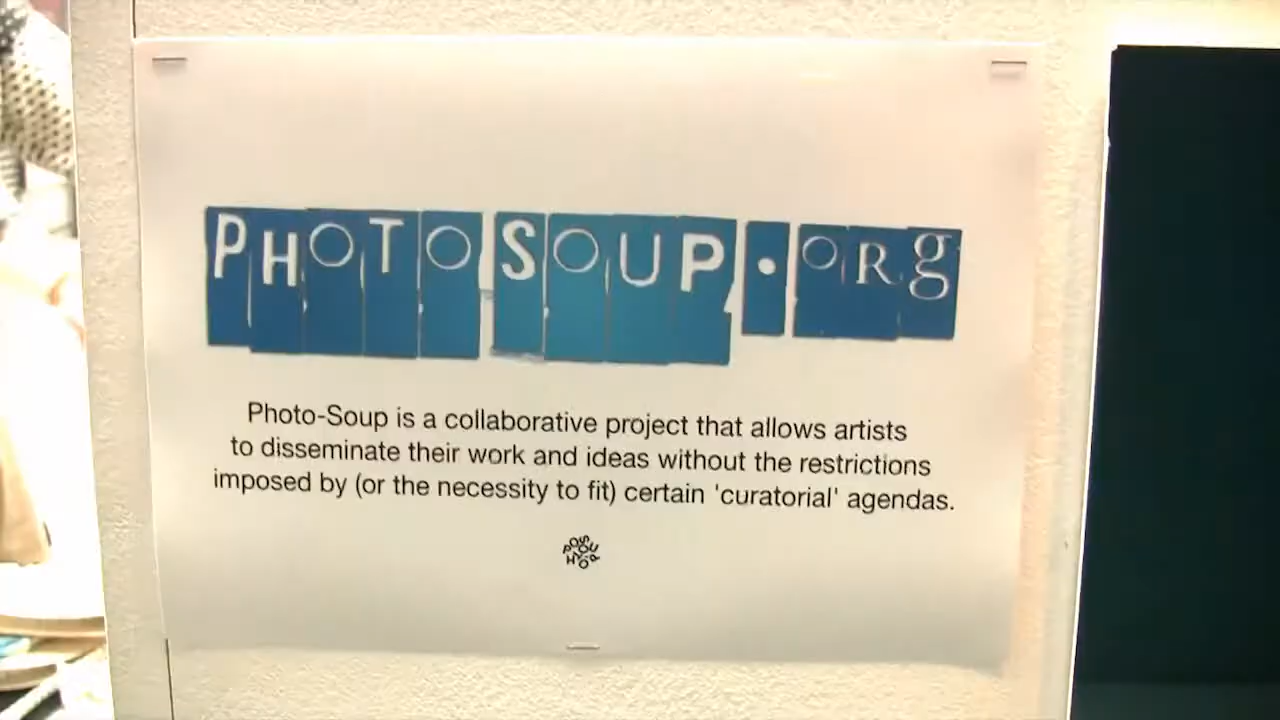 PHOTOSOUP.ORg
Photo-Soup is a collaborative project that allows artists
to disseminate their work and ideas without the restrictions
imposed by (or the necessity to fit) certain 'curatorial' agendas.